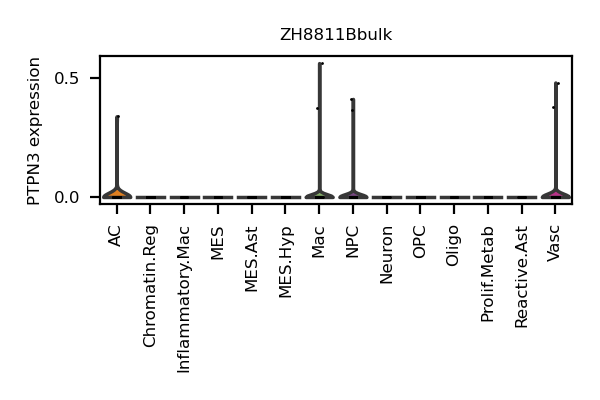 ZH8811Bbulk
PTPN3 expression
0.5
0.0
AC
Chromatin.Reg
Inflammatory.Mac
MES
MES.Ast
MES.Hyp
Mac
NPC
Neuron
OPC
Oligo
Prolif.Metab
Reactive.Ast
Vasc